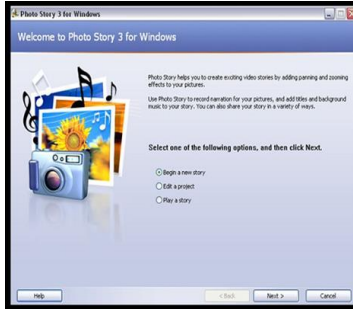 Photo Story 3 for Windows
Welcome to Photo Story 3 for Windows
Photo Story helps you to create exciting video stories by adding panning and zooming
effects to your pictures.
Use Photo Story to record narration for your pictures, and add titles and background
music to your story. You can also share your story in a variety of ways.
Select one of the following options, and then click Next.
Begin a new story
Edit a project
Play a story
Help
< Back
Next >
Cancel